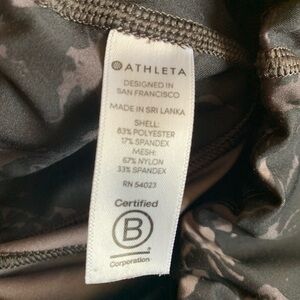 ATHLETA
DESIGNED IN
SAN FRANCISCO
MADE IN SRI LANKA
SHELL:
83% POLYESTER
17% SPANDEX
MESH:
67% NYLON
33% SPANDEX
RN 54023
Certified
B
Corporation